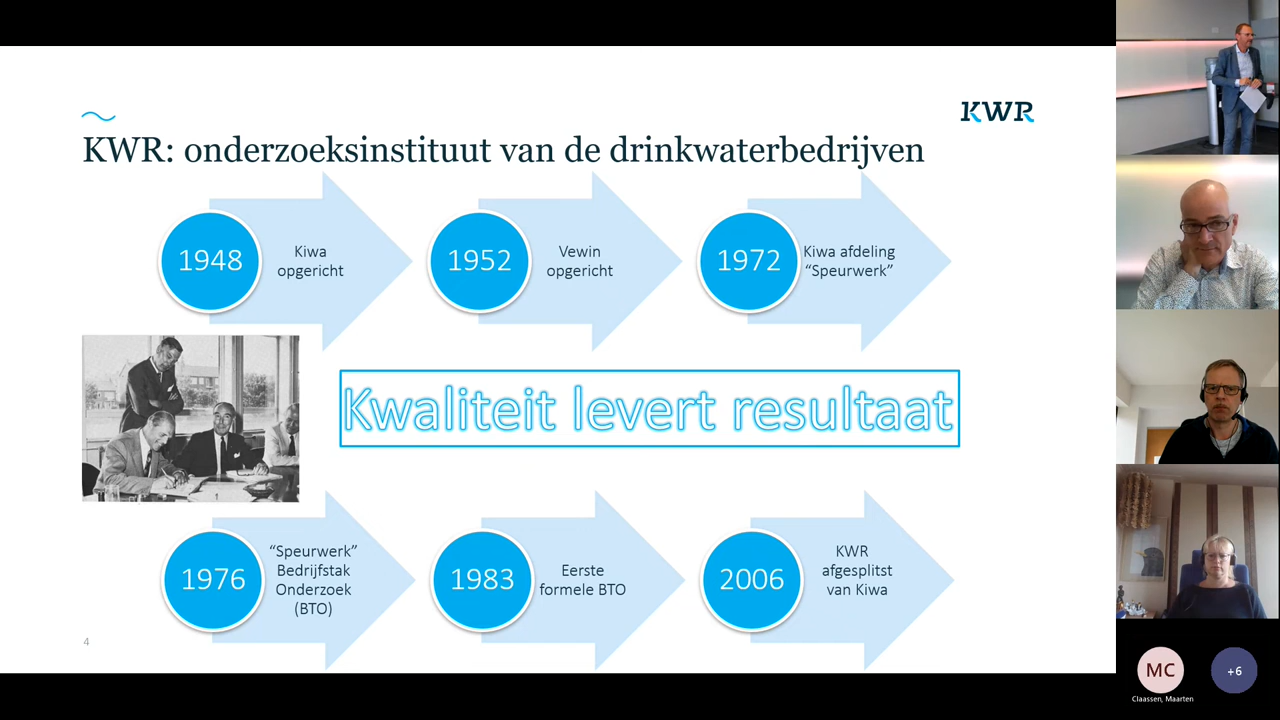 KWR
KWR: onderzoeksinstituut van de drinkwaterbedrijven
1948
Kiwa
opgericht
1952
Vewin
opgericht
1972
Kiwa afdeling
“Speurwerk”
Kwaliteit levert resultaat
1976
“Speurwerk”
Bedrijfstak
Onderzoek
(BTO)
1983
Eerste
formele BTO
2006
KWR
afgesplitst
van Kiwa
4
MC
+6
Claassen, Maarten